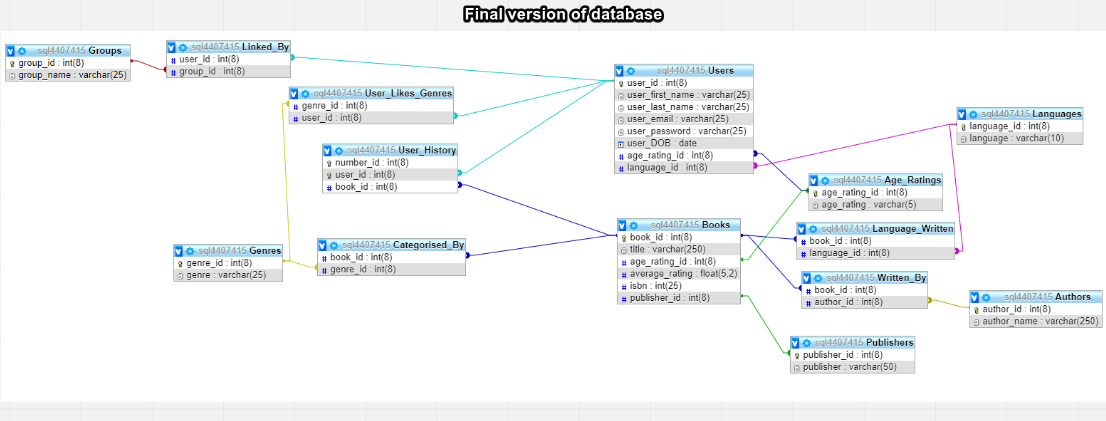 Final version of database
sql4407415 Groups
group_id : int(8)
group_name : varchar(25)
sql4407415 Linked_By
user_id : int(8)
group_id : int(8)
sql4407415 User_Likes_Genres
genre_id : int(8)
user_id : int(8)
sql4407415 User_History
number_id : int(8)
user_id : int(8)
book_id : int(8)
sql4407415 Genres
genre_id : int(8)
genre : varchar(25)
sql4407415 Categorised_By
book_id : int(8)
genre_id : int(8)
sql4407415 Users
user_id : int(8)
user_first_name : varchar(25)
user_last_name : varchar(25)
user_email : varchar(25)
user_password : varchar(25)
user_DOB : date
age_rating_id : int(8)
language_id : int(8)
sql4407415 Books
book_id : int(8)
title : varchar(250)
age_rating_id : int(8)
average_rating : float(5,2)
isbn : int(25)
publisher_id : int(8)
sql4407415 Languages
language_id : int(8)
language : varchar(10)
sql4407415 Age_Ratings
age_rating_id : int(8)
age_rating : varchar(5)
sql4407415 Language_Written
book_id : int(8)
language_id : int(8)
sql4407415 Written_By
book_id : int(8)
author_id : int(8)
sql4407415 Authors
author_id : int(8)
author_name : varchar(250)
sql4407415 Publishers
publisher_id : int(8)
publisher : varchar(50)